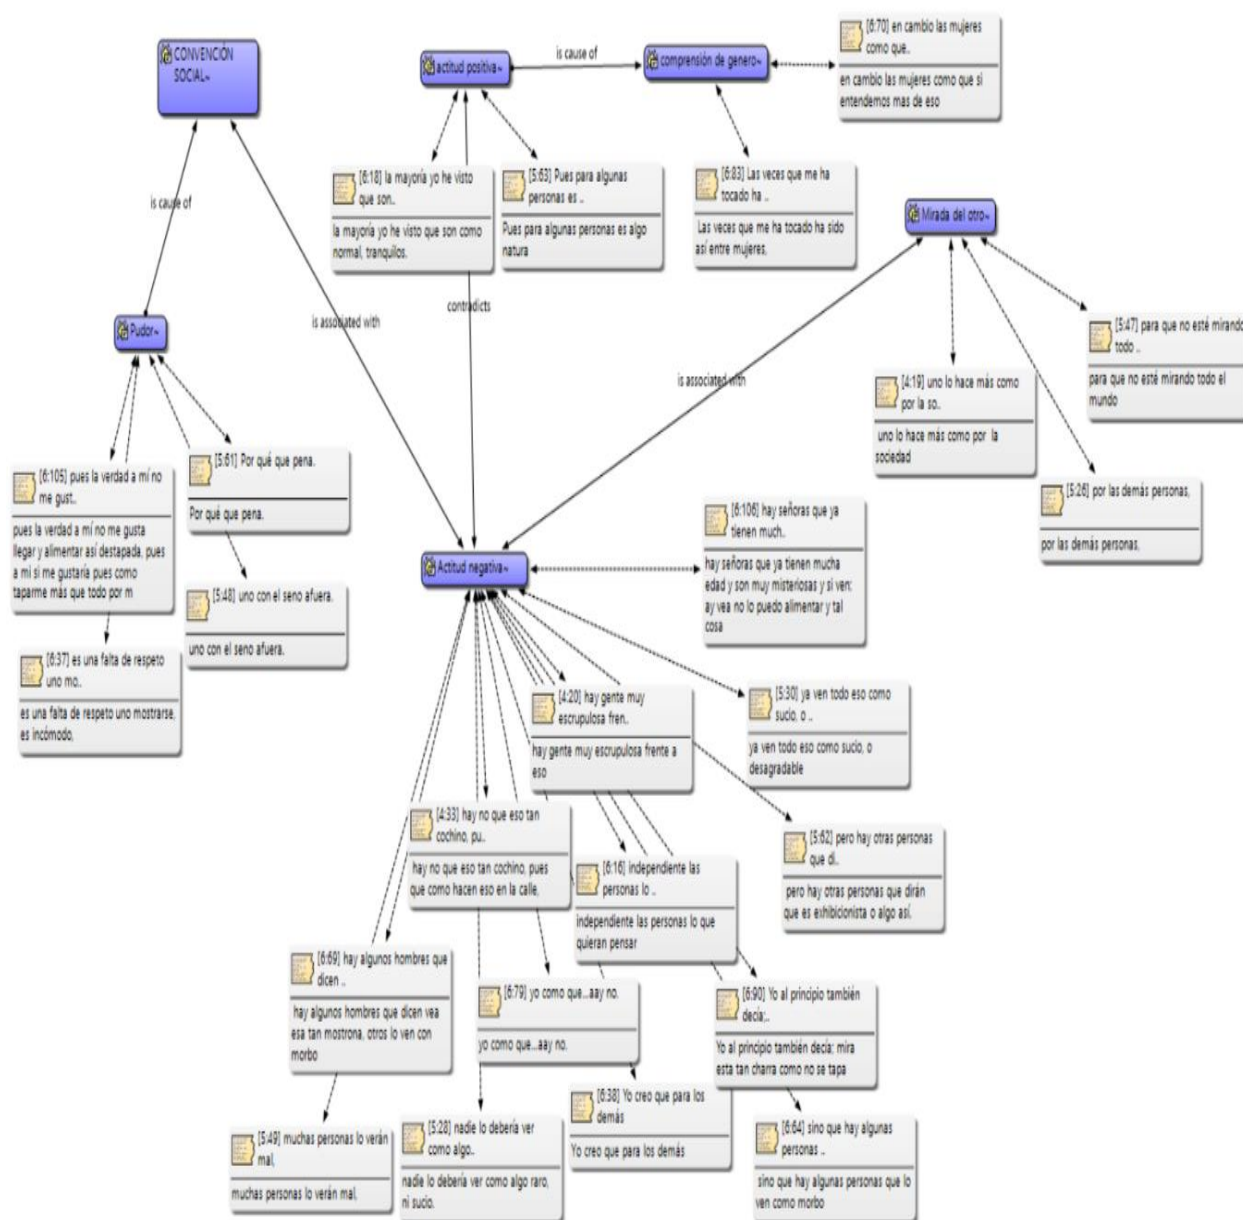 CONVENCIÓN
SOCIAL~
actitud positiva~
is cause of
comprensión de genero~
[6:70] en cambio las mujeres
como que..
en cambio las mujeres como que si
entendemos mas de eso
[6:18] la mayoría yo he visto
que son..
la mayoría yo he visto que son como
normal, tranquilos.
[5:63] Pues para algunas
personas es ..
Pues para algunas personas es algo
natura
[6:83] Las veces que me ha
tocado ha ..
Las veces que me ha tocado ha sido
así entre mujeres,
Mirada del otro~
is cause of
contradicts
is associated with
is associated with
Pudor~
[5:47] para que no esté mirando
todo ..
para que no esté mirando todo el
mundo
[4:19] uno lo hace más como
por la so..
uno lo hace más como por la
sociedad
[5:26] por las demás personas,
por las demás personas,
[6:105] pues la verdad a mí no
me gust..
pues la verdad a mí no me gusta
llegar y alimentar así destapada, pues
a mi si me gustaría pues como
taparme más que todo por m
[5:61] Por qué que pena.
Por qué que pena.
[5:48] uno con el seno afuera.
uno con el seno afuera.
[6:37] es una falta de respeto
uno mo..
es una falta de respeto uno mostrarse,
es incómodo,
Actitud negativa~
[6:106] hay señoras que ya
tienen much..
hay señoras que ya tienen mucha
edad y son muy misteriosas y si ven:
ay vea no lo puedo alimentar y tal
cosa
[4:20] hay gente muy
escrupulosa fren..
hay gente muy escrupulosa frente a
eso
[5:30] ya ven todo eso como
sucio, o ..
ya ven todo eso como sucio, o
desagradable
[4:33] hay no que eso tan
cochino, pu..
hay no que eso tan cochino, pues
que como hacen eso en la calle,
[6:16] independiente las
personas lo ..
independiente las personas lo que
quieran pensar
[5:62] pero hay otras personas
que di..
pero hay otras personas que dirán
que es exhibicionista o algo así.
[6:69] hay algunos hombres que
dicen ..
hay algunos hombres que dicen vea
esa tan mostrona, otros lo ven con
morbo
[6:79] yo como que...aay no.
yo como que...aay no.
[6:90] Yo al principio también
decía;..
Yo al principio también decía: mira
esta tan charra como no se tapa
[6:38] Yo creo que para los
demás
Yo creo que para los demás
[5:49] muchas personas lo verán
mal,
muchas personas lo verán mal,
[5:28] nadie lo debería ver
como algo..
nadie lo debería ver como algo raro,
ni sucio.
[6:64] sino que hay algunas
personas ..
sino que hay algunas personas que lo
ven como morbo